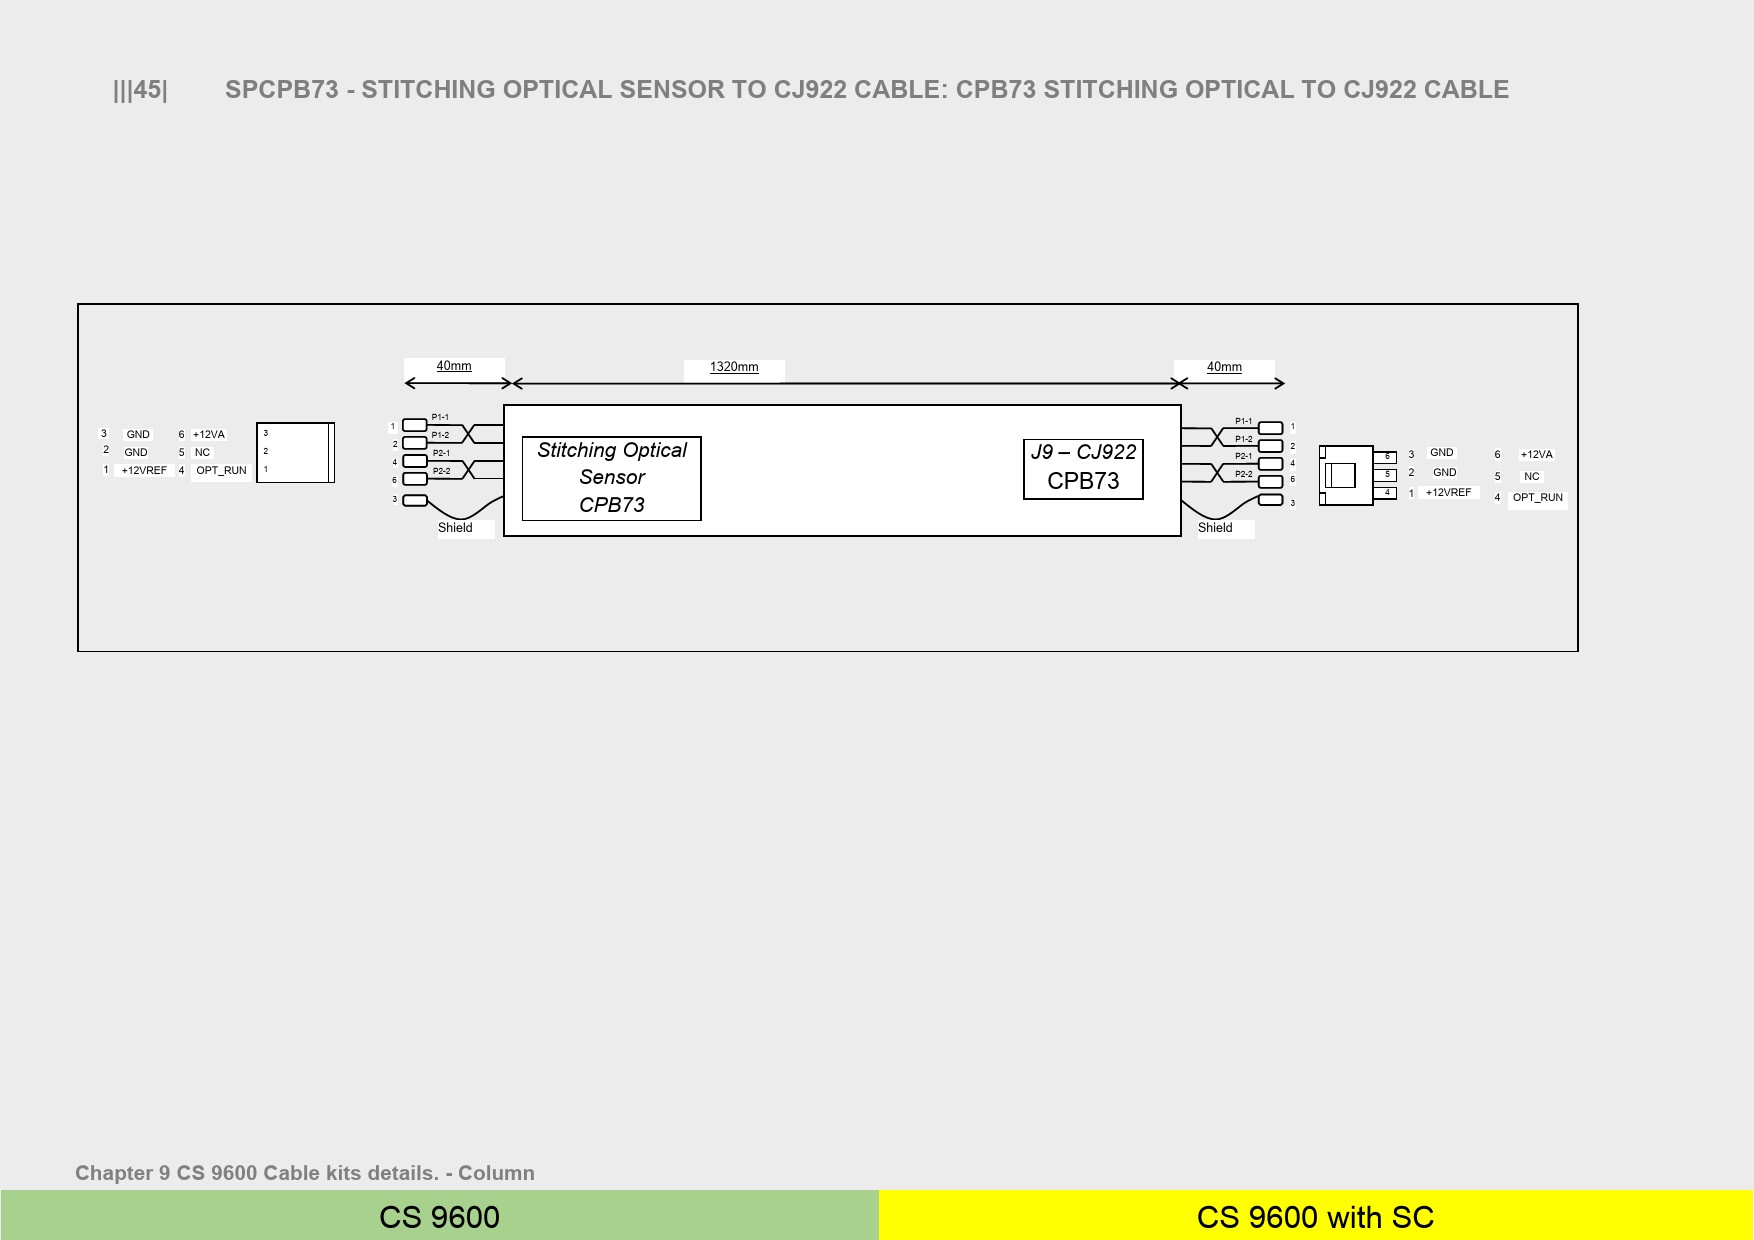 |||45| SPCPB73 - STITCHING OPTICAL SENSOR TO CJ922 CABLE: CPB73 STITCHING OPTICAL TO CJ922 CABLE
40mm 1320mm 40mm
3 GND 6 +12VA
2 GND 5 NC
1 +12VREF 4 OPT_RUN
3
2
1
1 P1-1
2 P1-2
4 P2-1
6 P2-2
3
Shield
Stitching Optical
Sensor
CPB73
J9 – CJ922
CPB73
P1-1 1
P1-2 2
P2-1 4
P2-2 6
3
Shield
6
5
4
3 GND 6 +12VA
2 GND 5 NC
1 +12VREF 4 OPT_RUN
Chapter 9 CS 9600 Cable kits details. - Column
CS 9600 CS 9600 with SC